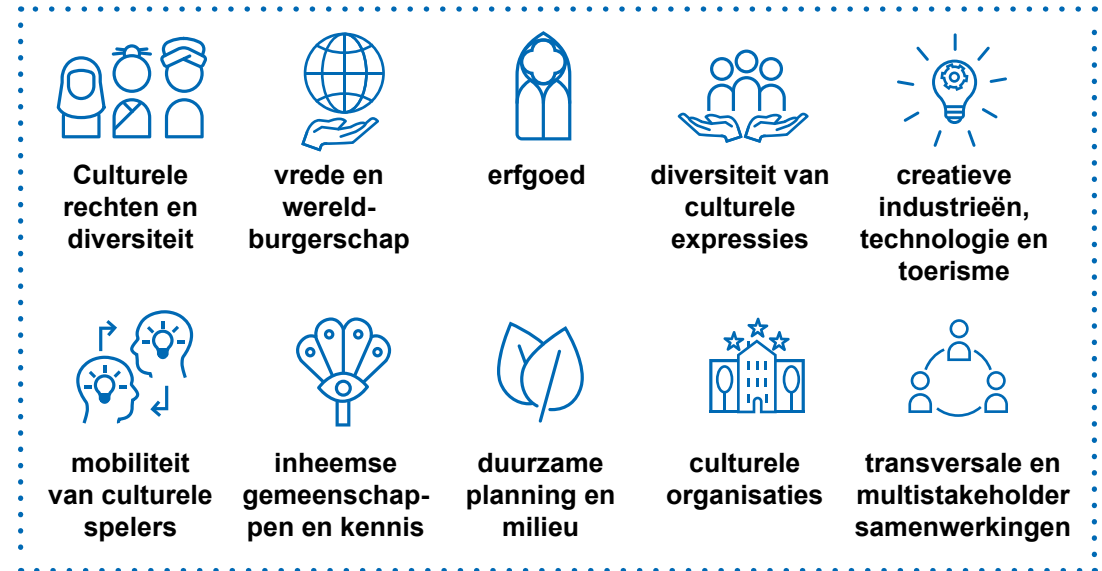 Culturele
rechten en
diversiteit
vrede en
wereld-
burgerschap
erfgoed
diversiteit van
culturele
expressies
creatieve
industrieën,
technologie en
toerisme
mobiliteit
van culturele
spelers
inheemse
gemeenschap-
pen en kennis
duurzame
planning en
milieu
culturele
organisaties
transversale en
multistakeholder
samenwerkingen